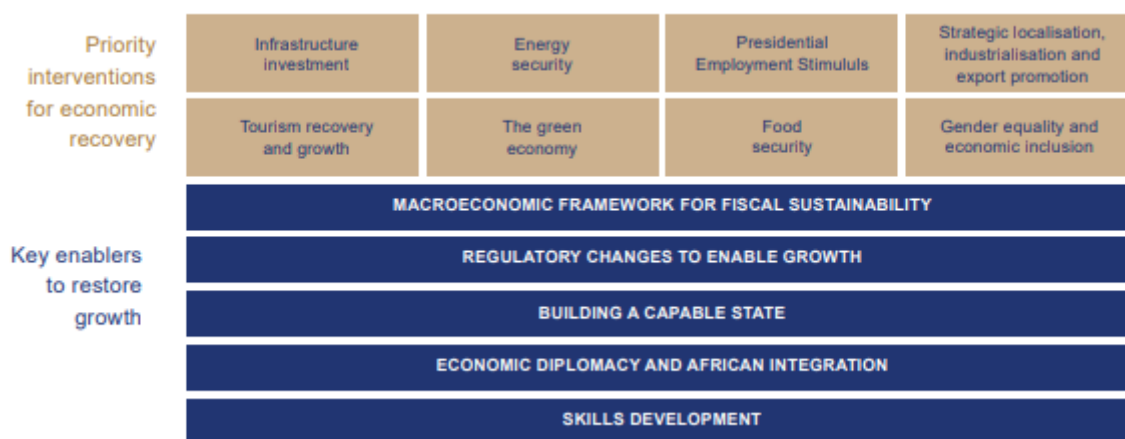 Priority
interventions
for economic
recovery
Infrastructure
investment
Energy
security
Presidential
Employment Stimululs
Strategic localisation,
industrialisation and
export promotion
Tourism recovery
and growth
The green
economy
Food
security
Gender equality and
economic inclusion
Key enablers
to restore
growth
MACROECONOMIC FRAMEWORK FOR FISCAL SUSTAINABILITY
REGULATORY CHANGES TO ENABLE GROWTH
BUILDING A CAPABLE STATE
ECONOMIC DIPLOMACY AND AFRICAN INTEGRATION
SKILLS DEVELOPMENT